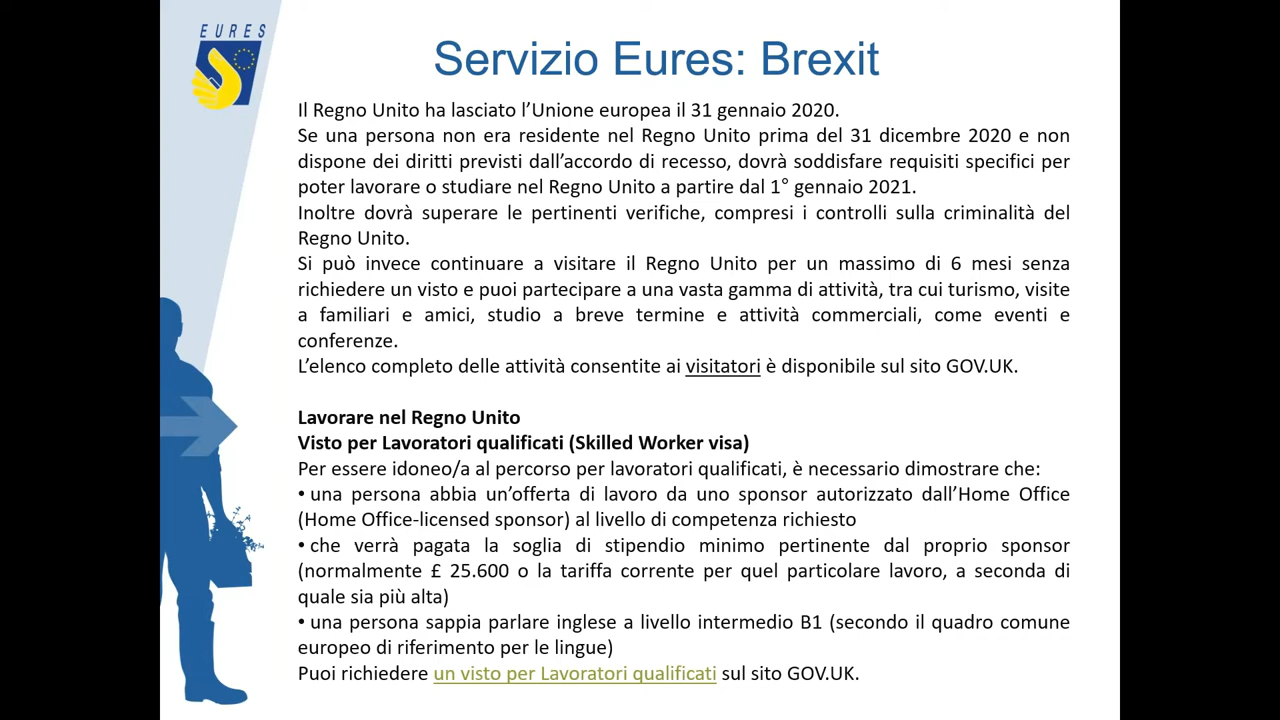 EURES
Servizio Eures: Brexit
Il Regno Unito ha lasciato l’Unione europea il 31 gennaio 2020.
Se una persona non era residente nel Regno Unito prima del 31 dicembre 2020 e non
dispone dei diritti previsti dall’accordo di recesso, dovrà soddisfare requisiti specifici per
poter lavorare o studiare nel Regno Unito a partire dal 1° gennaio 2021.
Inoltre dovrà superare le pertinenti verifiche, compresi i controlli sulla criminalità del
Regno Unito.
Si può invece continuare a visitare il Regno Unito per un massimo di 6 mesi senza
richiedere un visto e puoi partecipare a una vasta gamma di attività, tra cui turismo, visite
a familiari e amici, studio a breve termine e attività commerciali, come eventi e
conferenze.
L’elenco completo delle attività consentite ai visitatori è disponibile sul sito GOV.UK.
Lavorare nel Regno Unito
Visto per Lavoratori qualificati (Skilled Worker visa)
Per essere idoneo/a al percorso per lavoratori qualificati, è necessario dimostrare che:
• una persona abbia un’offerta di lavoro da uno sponsor autorizzato dall’Home Office
(Home Office-licensed sponsor) al livello di competenza richiesto
• che verrà pagata la soglia di stipendio minimo pertinente dal proprio sponsor
(normalmente £ 25.600 o la tariffa corrente per quel particolare lavoro, a seconda di
quale sia più alta)
• una persona sappia parlare inglese a livello intermedio B1 (secondo il quadro comune
europeo di riferimento per le lingue)
Puoi richiedere un visto per Lavoratori qualificati sul sito GOV.UK.